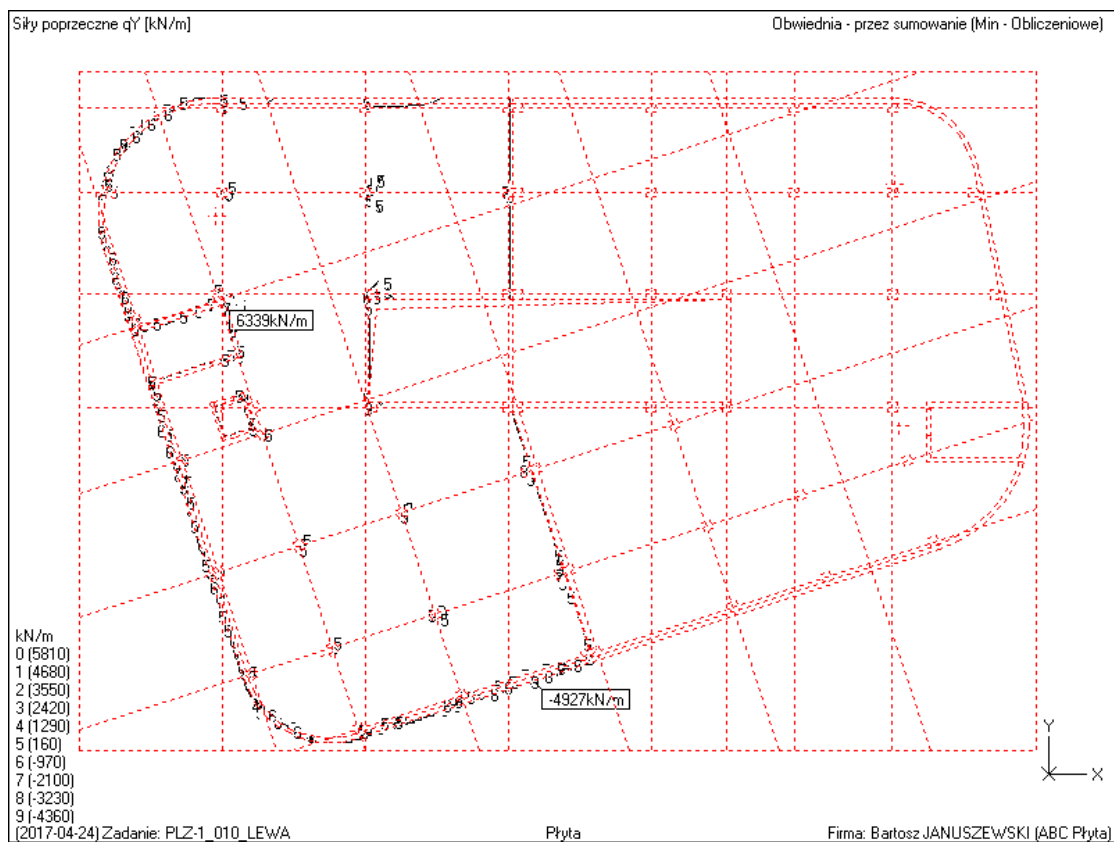 Siły poprzeczne qY [kN/m]
Obwiednia - przez sumowanie (Min - Obliczeniowe)
6339kN/m
-4927kN/m
kN/m
0 (5810)
1 (4680)
2 (3550)
3 (2420)
4 (1290)
5 (160)
6 (-970)
7 (-2100)
8 (-3230)
9 (-4360)
Y
X
(2017-04-24) Zadanie: PLZ-1_010_LEWA
Płyta
Firma: Bartosz JANUSZEWSKI (ABC Płyta)